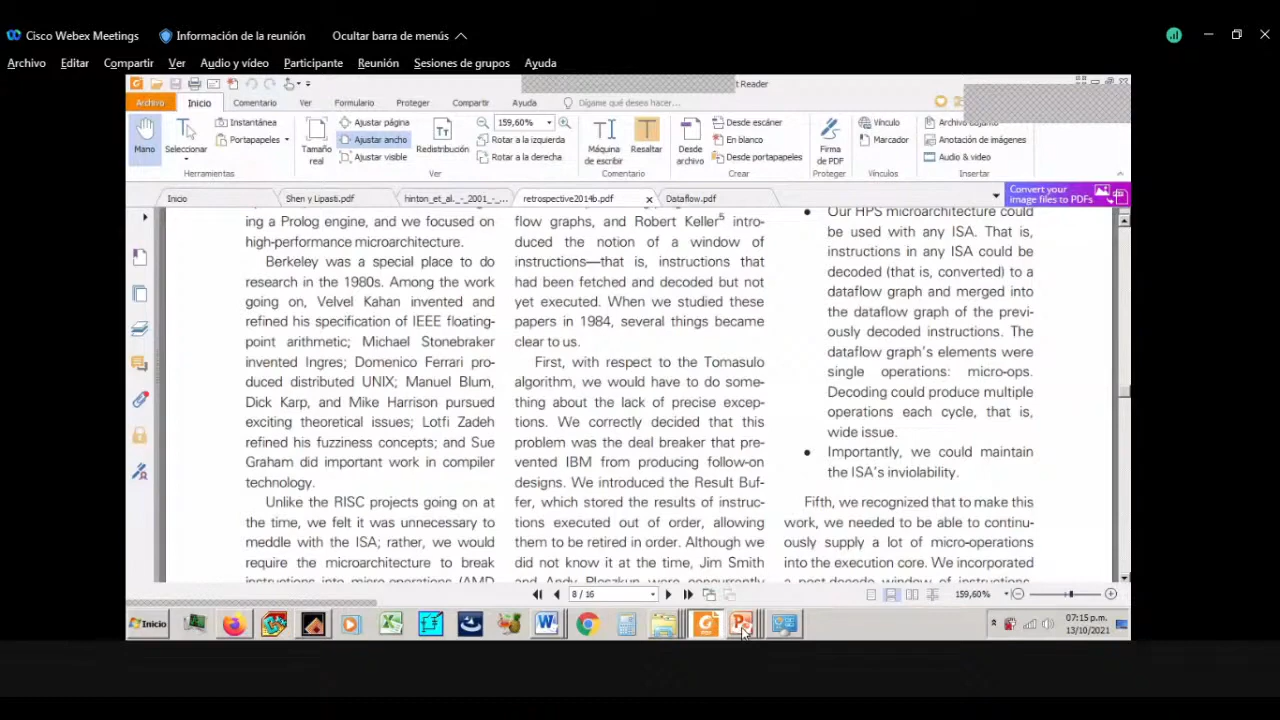 Cisco Webex Meetings
Información de la reunión
Ocultar barra de menús
Archivo Editar Compartir Ver Audio y vídeo Participante Reunión Sesiones de grupos Ayuda
t Reader
Archivo Inicio Comentario Ver Formulario Proteger Compartir Ayuda
Dígame qué desea hacer...
Mano
Seleccionar
Instantánea
Portapapeles
Herramientas
Tamaño real
Ajustar página
Ajustar ancho
Ajustar visible
Redistribución
159,60%
Rotar a la izquierda
Rotar a la derecha
Ver
Máquina de escribir
Resaltar
Comentario
Desde archivo
Desde escáner
En blanco
Desde portapapeles
Crear
Firma de PDF
Proteger
Vínculo
Marcador
Vínculos
Archivo adjunto
Anotación de imágenes
Audio & vídeo
Insertar
Inicio
Shen y Lipasti.pdf
hinton_et_al._-_2001_-_...
retrospective2014b.pdf
Dataflow.pdf
Convert your
image files to PDFs
ing a Prolog engine, and we focused on
high-performance microarchitecture.
Berkeley was a special place to do
research in the 1980s. Among the work
going on, Velvel Kahan invented and
refined his specification of IEEE floating-
point arithmetic; Michael Stonebraker
invented Ingres; Domenico Ferrari pro-
duced distributed UNIX; Manuel Blum,
Dick Karp, and Mike Harrison pursued
exciting theoretical issues; Lotfi Zadeh
refined his fuzziness concepts; and Sue
Graham did important work in compiler
technology.
Unlike the RISC projects going on at
the time, we felt it was unnecessary to
meddle with the ISA; rather, we would
require the microarchitecture to break
instructions into micro-operations (AMD
flow graphs, and Robert Keller5 intro-
duced the notion of a window of
instructions—that is, instructions that
had been fetched and decoded but not
yet executed. When we studied these
papers in 1984, several things became
clear to us.
First, with respect to the Tomasulo
algorithm, we would have to do some-
thing about the lack of precise excep-
tions. We correctly decided that this
problem was the deal breaker that pre-
vented IBM from producing follow-on
designs. We introduced the Result Buf-
fer, which stored the results of instruc-
tions executed out of order, allowing
them to be retired in order. Although we
did not know it at the time, Jim Smith
and Andy Pleszkun were concurrently
• Our HPS microarchitecture could
be used with any ISA. That is,
instructions in any ISA could be
decoded (that is, converted) to a
dataflow graph and merged into
the dataflow graph of the previ-
ously decoded instructions. The
dataflow graph's elements were
single operations: micro-ops.
Decoding could produce multiple
operations each cycle, that is,
wide issue.
• Importantly, we could maintain
the ISA's inviolability.
Fifth, we recognized that to make this
work, we needed to be able to continu-
ously supply a lot of micro-operations
into the execution core. We incorporated
a post-decode window of instructions,
8 / 16
159,60%
Inicio
07:15 p.m.
13/10/2021